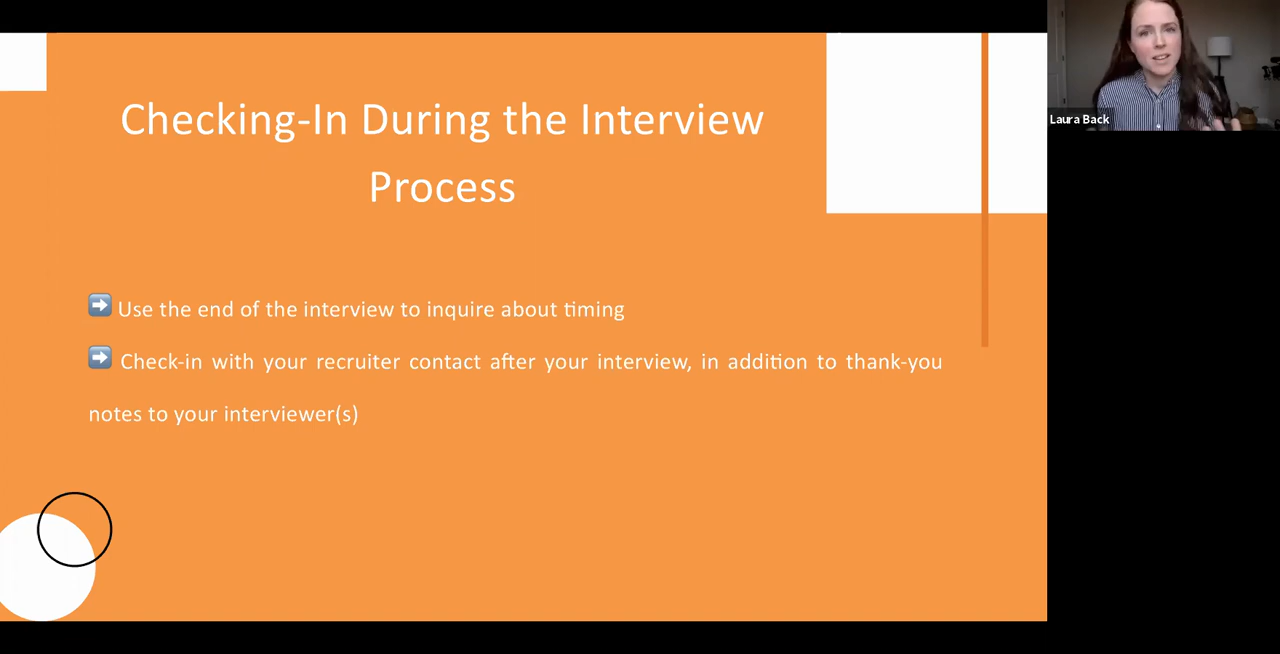 Checking-In During the Interview
Process
➡ Use the end of the interview to inquire about timing
➡ Check-in with your recruiter contact after your interview, in addition to thank-you
notes to your interviewer(s)
Laura Back